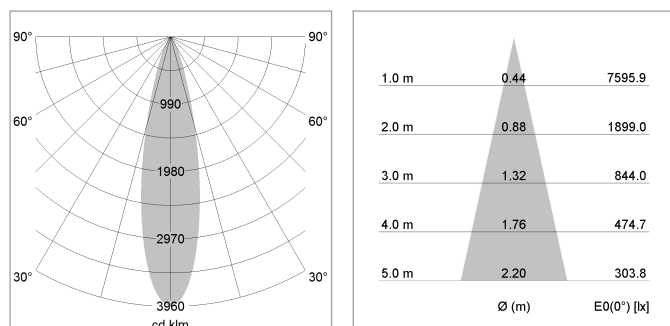 90° 90°
990
60° 60°
1980
2970
30° 30°
3960
cd klm
1.0 m 0.44 7595.9
2.0 m 0.88 1899.0
3.0 m 1.32 844.0
4.0 m 1.76 474.7
5.0 m 2.20 303.8
Ø (m) E0(0°) [lx]